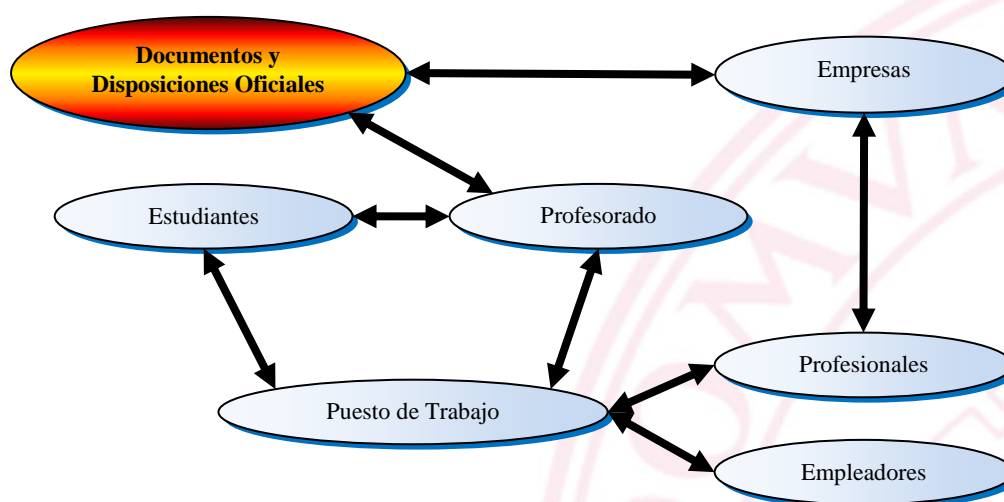 Documentos y
Disposiciones Oficiales
Empresas
Estudiantes
Profesorado
Profesionales
Puesto de Trabajo
Empleadores